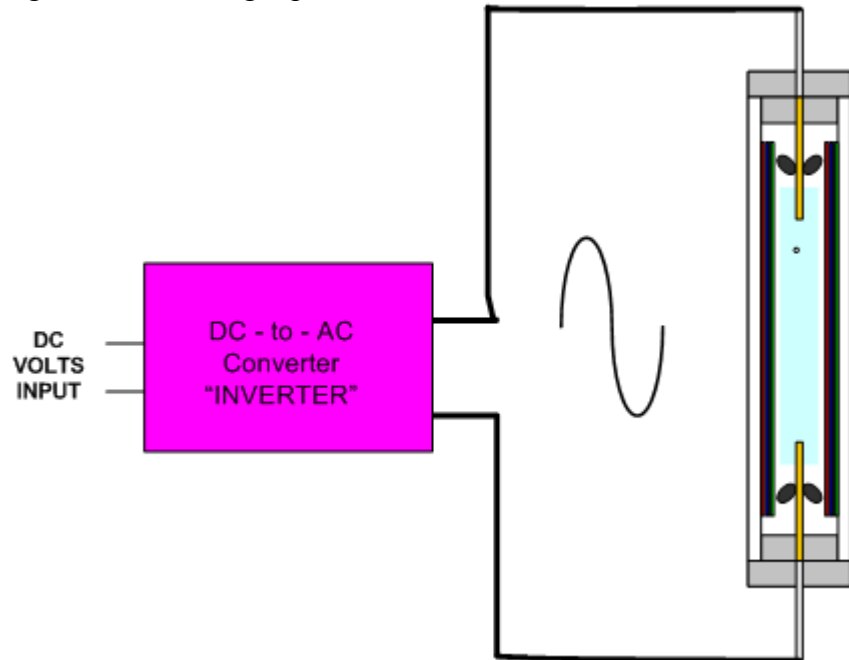 DC
VOLTS
INPUT
DC - to - AC
Converter
“INVERTER”